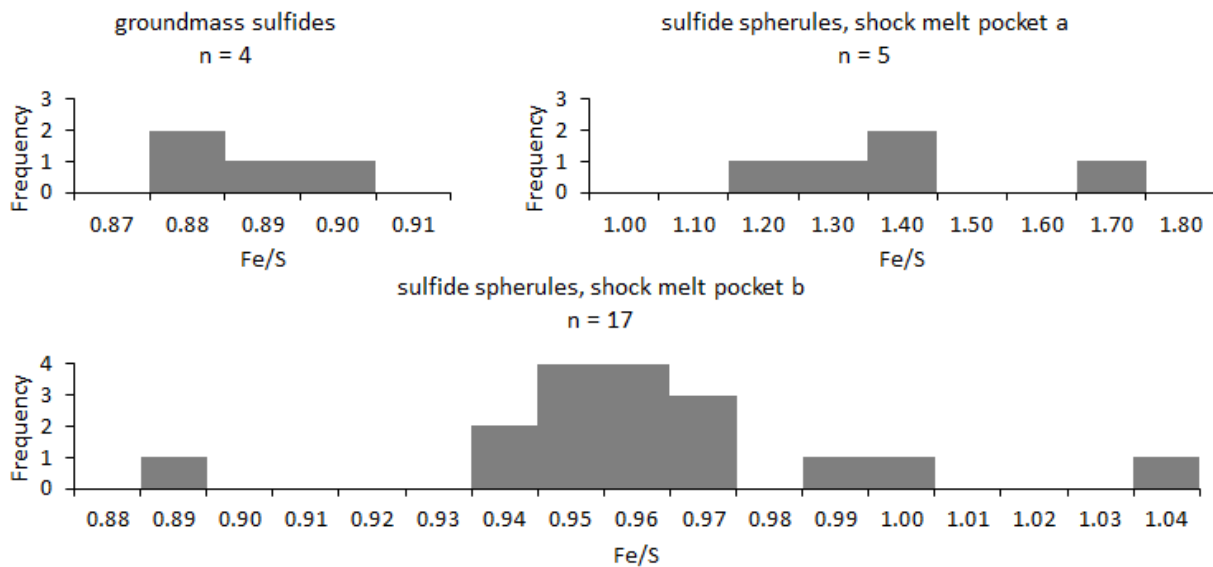 groundmass sulfides
n = 4
Frequency
3
2
1
0
0.87 0.88 0.89 0.90 0.91
Fe/S
sulfide spherules, shock melt pocket a
n = 5
Frequency
3
2
1
0
1.00 1.10 1.20 1.30 1.40 1.50 1.60 1.70 1.80
Fe/S
sulfide spherules, shock melt pocket b
n = 17
Frequency
4
3
2
1
0
0.88 0.89 0.90 0.91 0.92 0.93 0.94 0.95 0.96 0.97 0.98 0.99 1.00 1.01 1.02 1.03 1.04
Fe/S